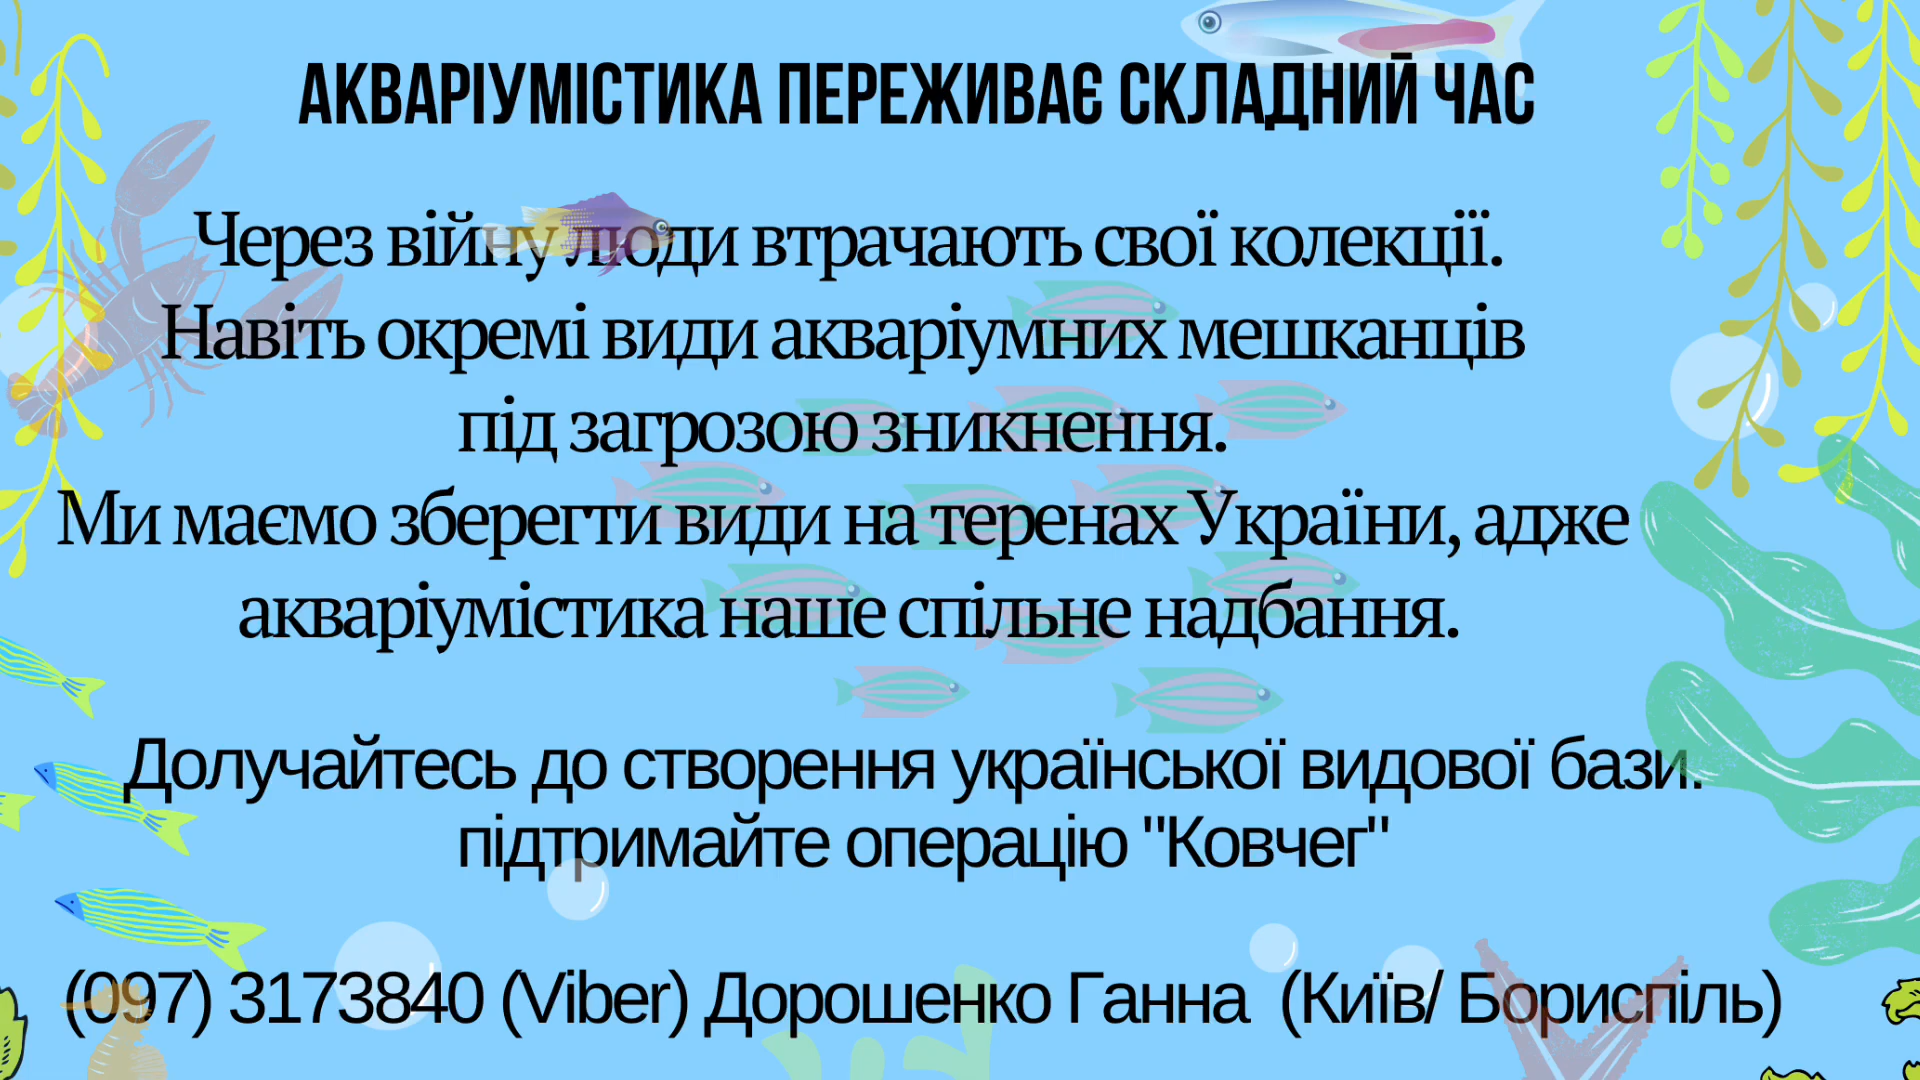 АКВАРІУМІСТИКА ПЕРЕЖИВАЄ СКЛАДНИЙ ЧАС
Через війну люди втрачають свої колекції.
Навіть окремі види акваріумних мешканців
під загрозою зникнення.
Ми маємо зберегти види на теренах України, адже
акваріумістика наше спільне надбання.
Долучайтесь до створення української видової бази.
підтримайте операцію "Ковчег"
(097) 3173840 (Viber) Дорошенко Ганна (Київ/ Бориспіль)